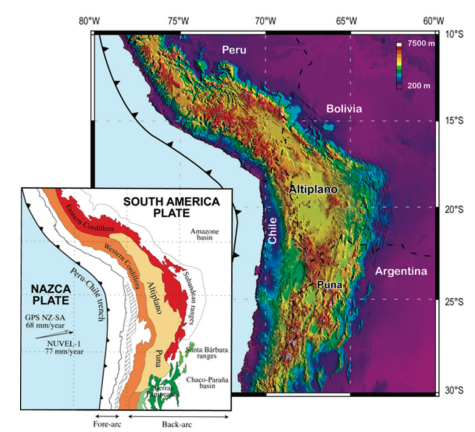 80°W 75°W 70°W 65°W 60°W
10°S
7500 m
200 m
Peru
Bolivia
15°S
Altiplano
20°S
Chile
Argentina
Puna
25°S
30°S
SOUTH AMERICA
PLATE
Amazone
basin
Eastern Cordillera
Western Cordillera
Subandean ranges
Altiplano
Peru-Chile trench
NAZCA
PLATE
GPS NZ-SA
68 mm/year
NUVEL-1
77 mm/year
Puna
Santa Bárbara
ranges
Chaco-Paraña
basin
Fore-arc
Back-arc